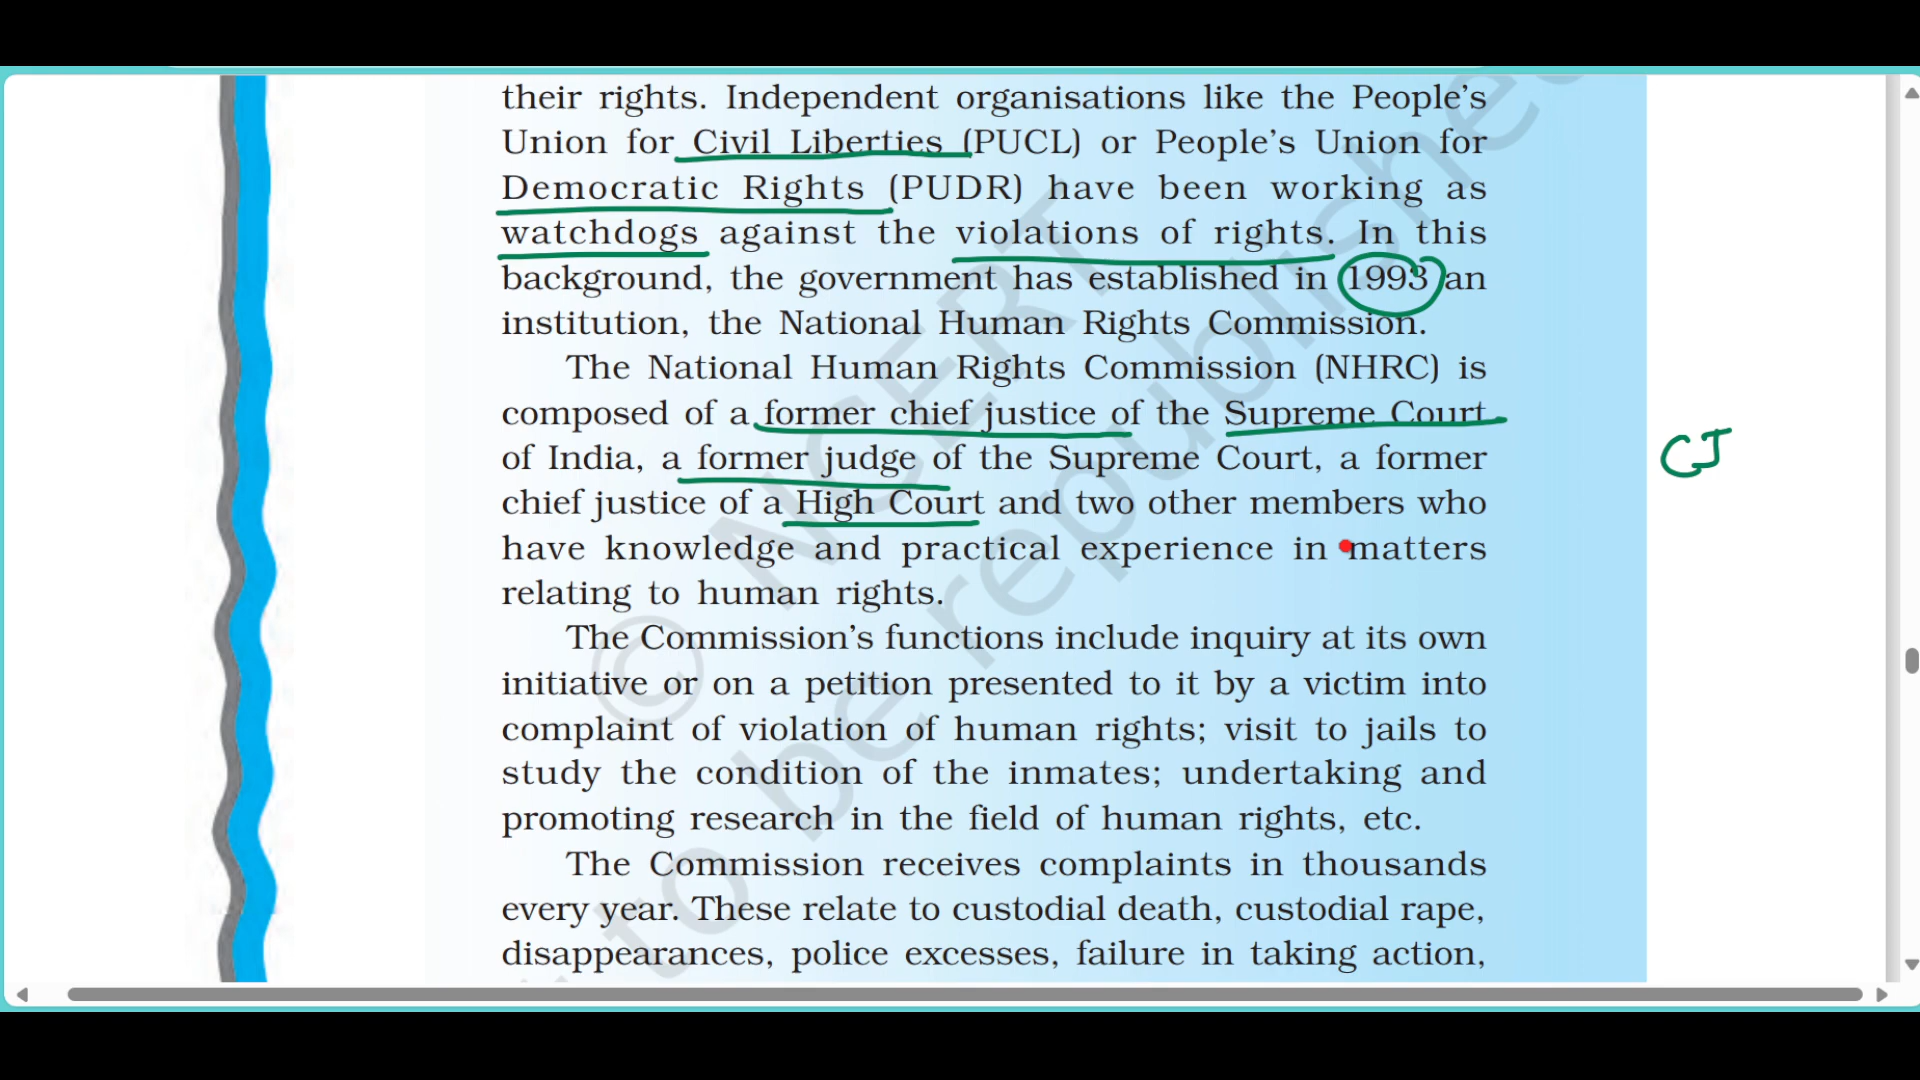 their rights. Independent organisations like the People’s
Union for Civil Liberties (PUCL) or People’s Union for
Democratic Rights (PUDR) have been working as
watchdogs against the violations of rights. In this
background, the government has established in 1993 an
institution, the National Human Rights Commission.
The National Human Rights Commission (NHRC) is
composed of a former chief justice of the Supreme Court
of India, a former judge of the Supreme Court, a former
chief justice of a High Court and two other members who
have knowledge and practical experience in matters
relating to human rights.
The Commission’s functions include inquiry at its own
initiative or on a petition presented to it by a victim into
complaint of violation of human rights; visit to jails to
study the condition of the inmates; undertaking and
promoting research in the field of human rights, etc.
The Commission receives complaints in thousands
every year. These relate to custodial death, custodial rape,
disappearances, police excesses, failure in taking action,
CJ
© NCERT
to be republished